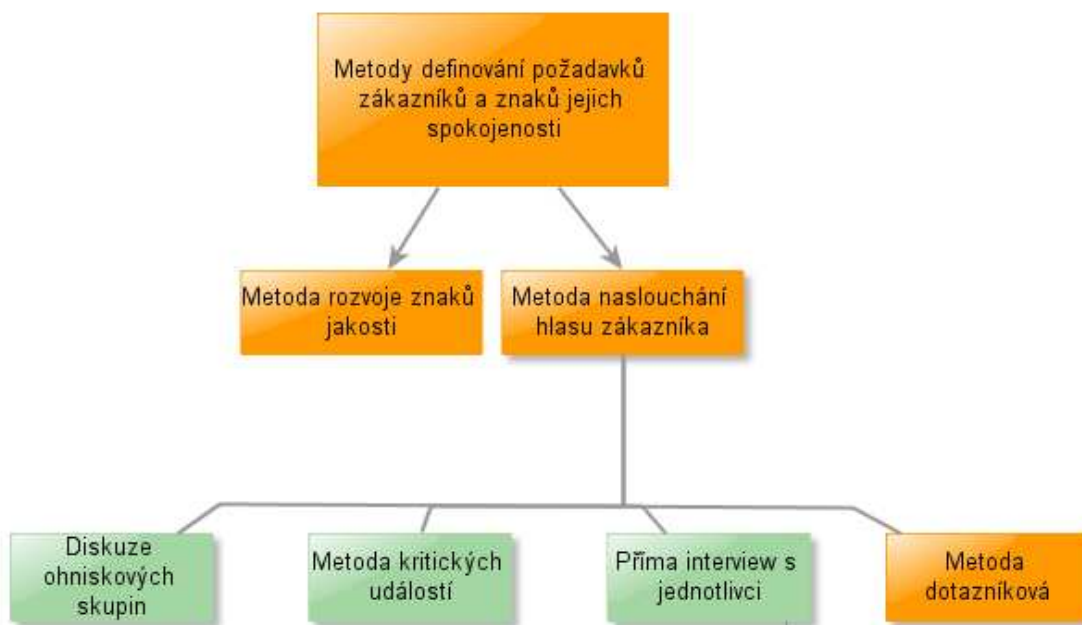 Metody definování požadavků
zákazníků a znaků jejich
spokojenosti
Metoda rozvoje znaků
jakosti
Metoda naslouchání
hlasu zákazníka
Diskuze
ohniskových
skupin
Metoda kritických
událostí
Příma interview s
jednotlivci
Metoda
dotazníková